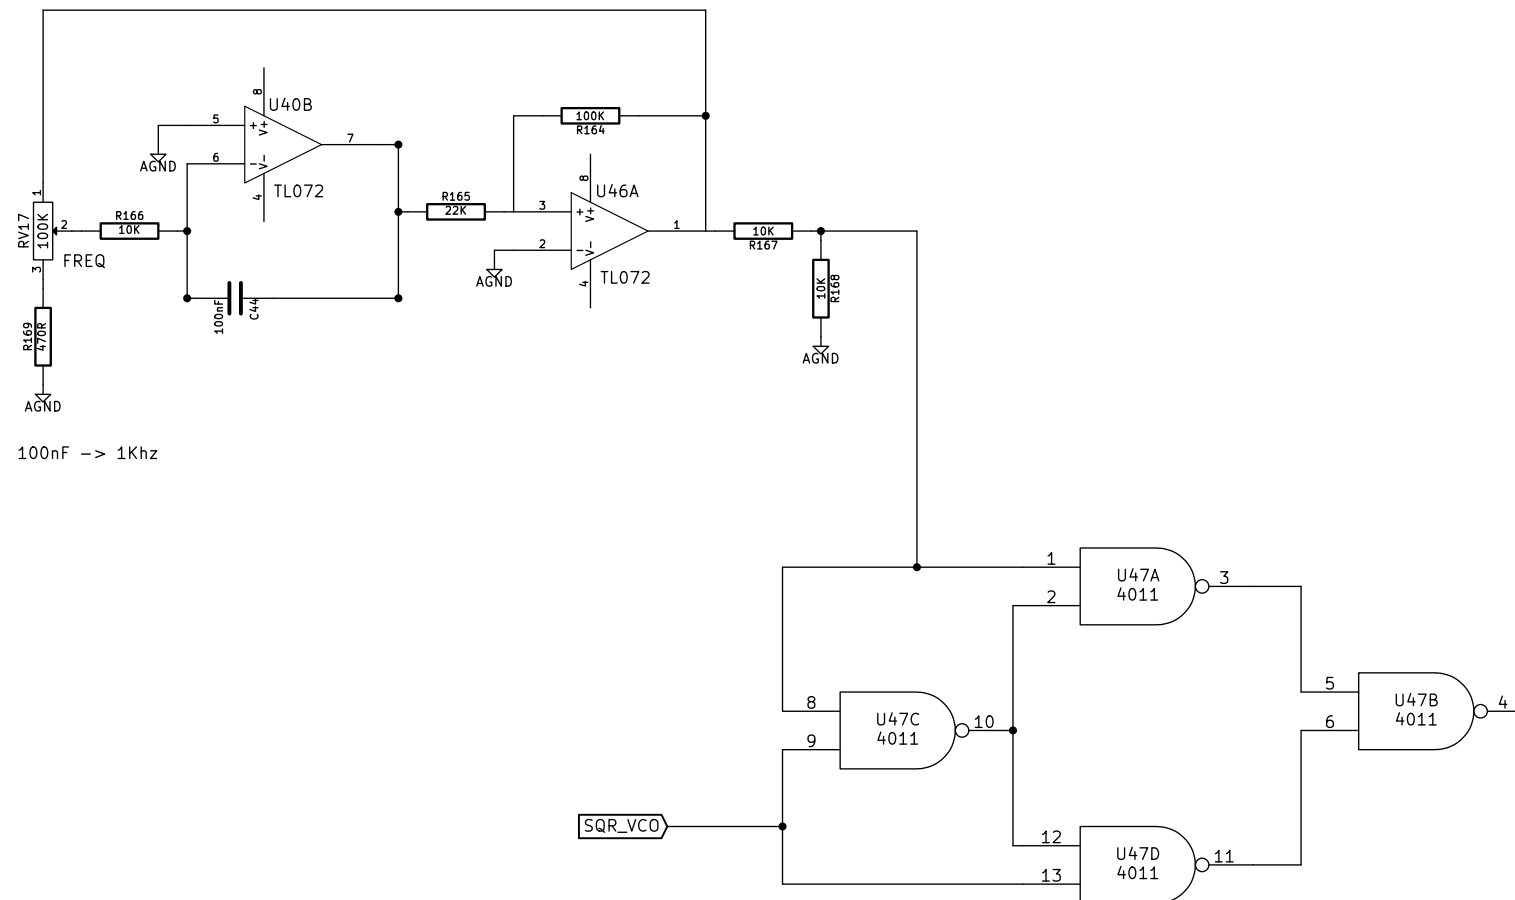 8
U40B
5
+
V+
7
6
−
V−
4
TL072
AGND
100K
R164
R165
22K
8
U46A
3
+
V+
1
2
−
V−
4
TL072
AGND
10K
R167
10K
R168
AGND
1
RV17
100K
2
3
FREQ
R166
10K
100nF
C44
R169
470R
AGND
100nF -> 1Khz
1
2
U47A
4011
3
8
9
U47C
4011
10
5
6
U47B
4011
4
SQR_VCO
12
13
U47D
4011
11